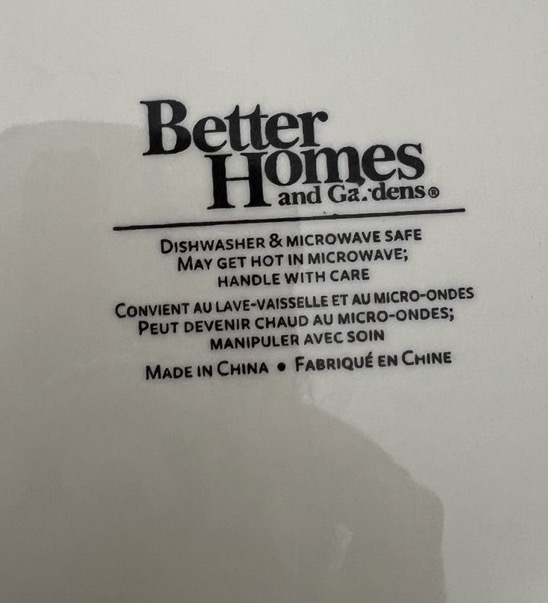 Better
Homes
and Gardens®
DISHWASHER & MICROWAVE SAFE
MAY GET HOT IN MICROWAVE;
HANDLE WITH CARE
CONVIENT AU LAVE-VAISSELLE ET AU MICRO-ONDES
PEUT DEVENIR CHAUD AU MICRO-ONDES;
MANIPULER AVEC SOIN
MADE IN CHINA • FABRIQUÉ EN CHINE